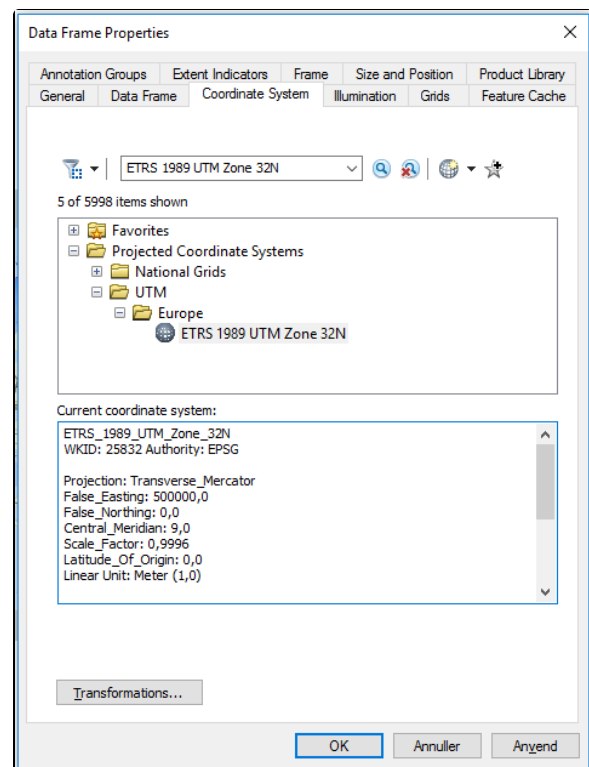 Data Frame Properties
Annotation Groups Extent Indicators Frame Size and Position Product Library
General Data Frame Coordinate System Illumination Grids Feature Cache
ETRS 1989 UTM Zone 32N
5 of 5998 items shown
Favorites
Projected Coordinate Systems
National Grids
UTM
Europe
ETRS 1989 UTM Zone 32N
Current coordinate system:
ETRS_1989_UTM_Zone_32N
WKID: 25832 Authority: EPSG
Projection: Transverse_Mercator
False_Easting: 500000,0
False_Northing: 0,0
Central_Meridian: 9,0
Scale_Factor: 0,9996
Latitude_Of_Origin: 0,0
Linear Unit: Meter (1,0)
Transformations...
OK Annuller Anvend